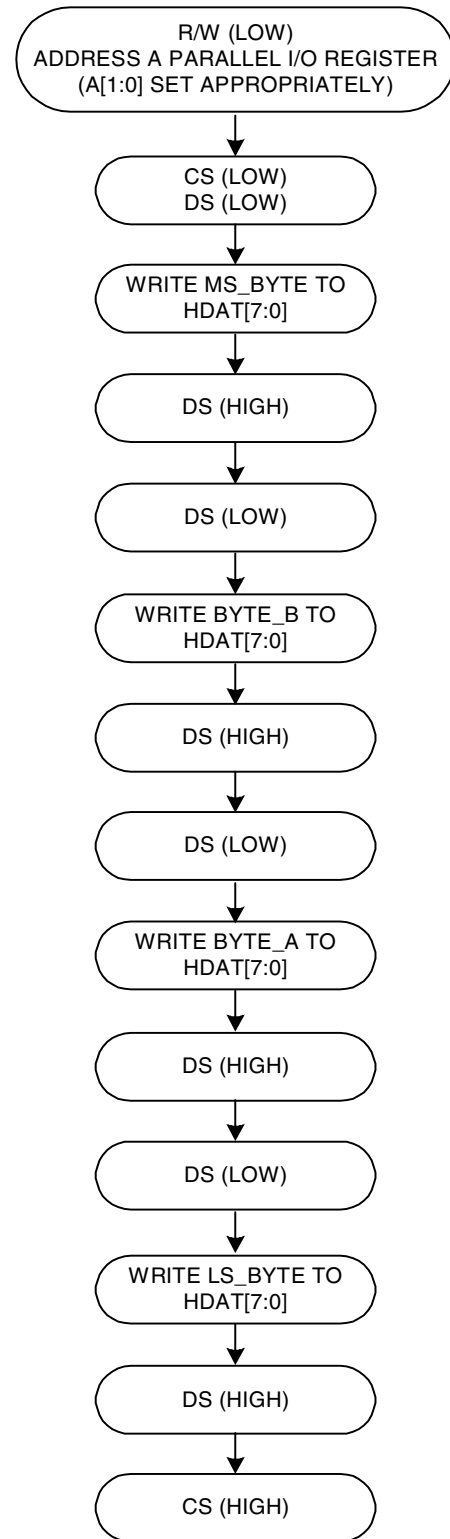 R/W (LOW)
ADDRESS A PARALLEL I/O REGISTER
(A[1:0] SET APPROPRIATELY)
CS (LOW)
DS (LOW)
WRITE MS_BYTE TO
HDAT[7:0]
DS (HIGH)
DS (LOW)
WRITE BYTE_B TO
HDAT[7:0]
DS (HIGH)
DS (LOW)
WRITE BYTE_A TO
HDAT[7:0]
DS (HIGH)
DS (LOW)
WRITE LS_BYTE TO
HDAT[7:0]
DS (HIGH)
CS (HIGH)